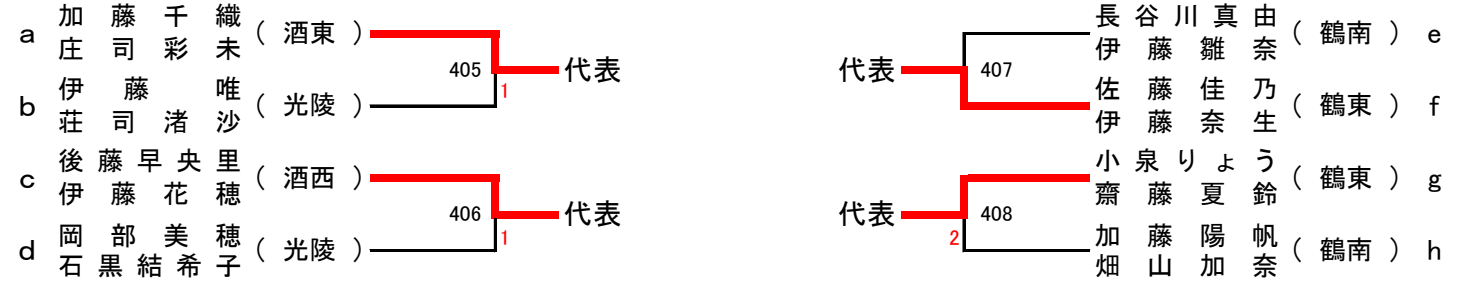 a 加藤千織 ( 酒東 )
庄司彩未
405 代表
1
b 伊藤唯 ( 光陵 )
荘司渚沙
c 後藤早央里 ( 酒西 )
伊藤花穂
406 代表
1
d 岡部美穂 ( 光陵 )
石黒結希子
長谷川真由 ( 鶴南 ) e
伊藤雛奈
代表 407
佐藤佳乃 ( 鶴東 ) f
伊藤奈生
小泉りょう ( 鶴東 ) g
齋藤夏鈴
代表 408
2
加藤陽帆 ( 鶴南 ) h
畑山加奈